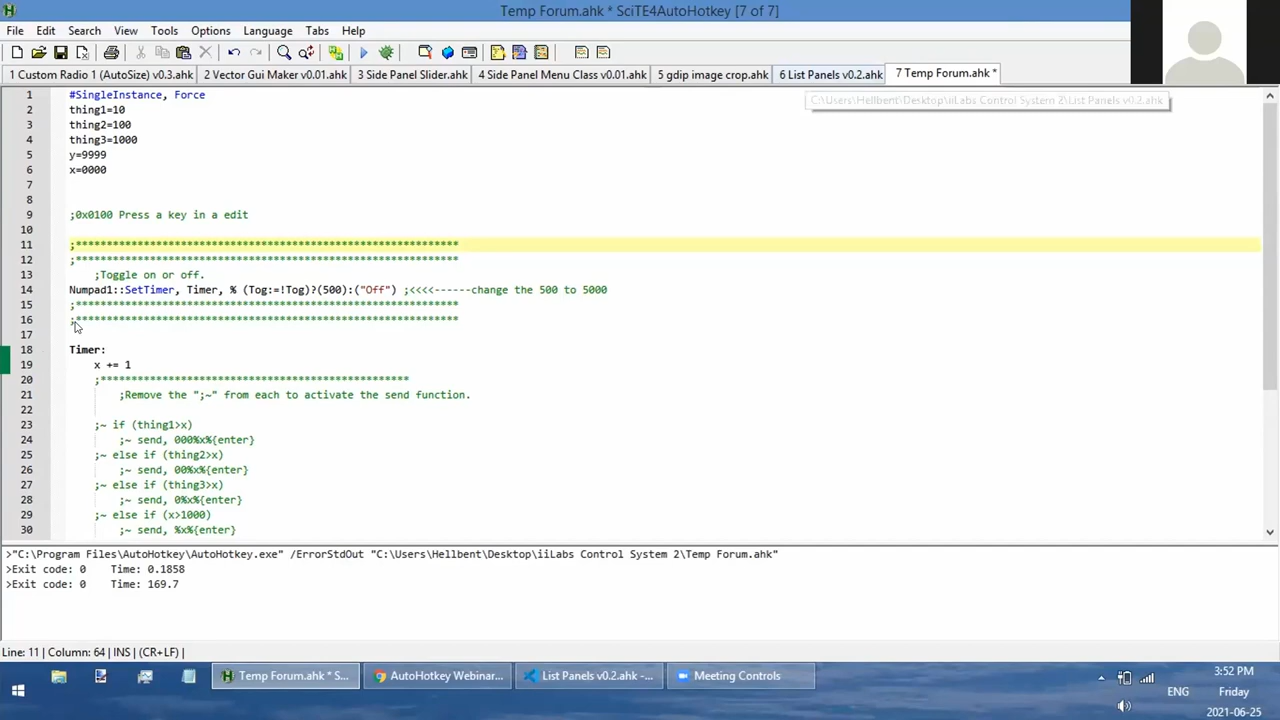 Temp Forum.ahk * SciTE4AutoHotkey [7 of 7]
File Edit Search View Tools Options Language Tabs Help
1 Custom Radio 1 (AutoSize) v0.3.ahk 2 Vector Gui Maker v0.01.ahk 3 Side Panel Slider.ahk 4 Side Panel Menu Class v0.01.ahk 5 gdip image crop.ahk 6 List Panels v0.2.ahk 7 Temp Forum.ahk *
C:\Users\Hellbent\Desktop\iiLabs Control System 2\List Panels v0.2.ahk
1 #SingleInstance, Force
2 thing1=10
3 thing2=100
4 thing3=1000
5 y=9999
6 x=0000
7
8
9 ;0x0100 Press a key in a edit
10
11 ;**************************************************************
12 ;**************************************************************
13 ;Toggle on or off.
14 Numpad1::SetTimer, Timer, % (Tog:=!Tog)?(500):("Off") ;<<<<------change the 500 to 5000
15 ;**************************************************************
16 ;**************************************************************
17
18 Timer:
19 x += 1
20 ;**************************************************
21 ;Remove the ";~" from each to activate the send function.
22
23 ;~ if (thing1>x)
24 ;~ send, 000%x%{enter}
25 ;~ else if (thing2>x)
26 ;~ send, 00%x%{enter}
27 ;~ else if (thing3>x)
28 ;~ send, 0%x%{enter}
29 ;~ else if (x>1000)
30 ;~ send, %x%{enter}
>"C:\Program Files\AutoHotkey\AutoHotkey.exe" /ErrorStdOut "C:\Users\Hellbent\Desktop\iiLabs Control System 2\Temp Forum.ahk"
>Exit code: 0 Time: 0.1858
>Exit code: 0 Time: 169.7
Line: 11 | Column: 64 | INS | (CR+LF) |
Temp Forum.ahk * S... AutoHotkey Webinar... List Panels v0.2.ahk -... Meeting Controls
3:52 PM
ENG Friday
2021-06-25